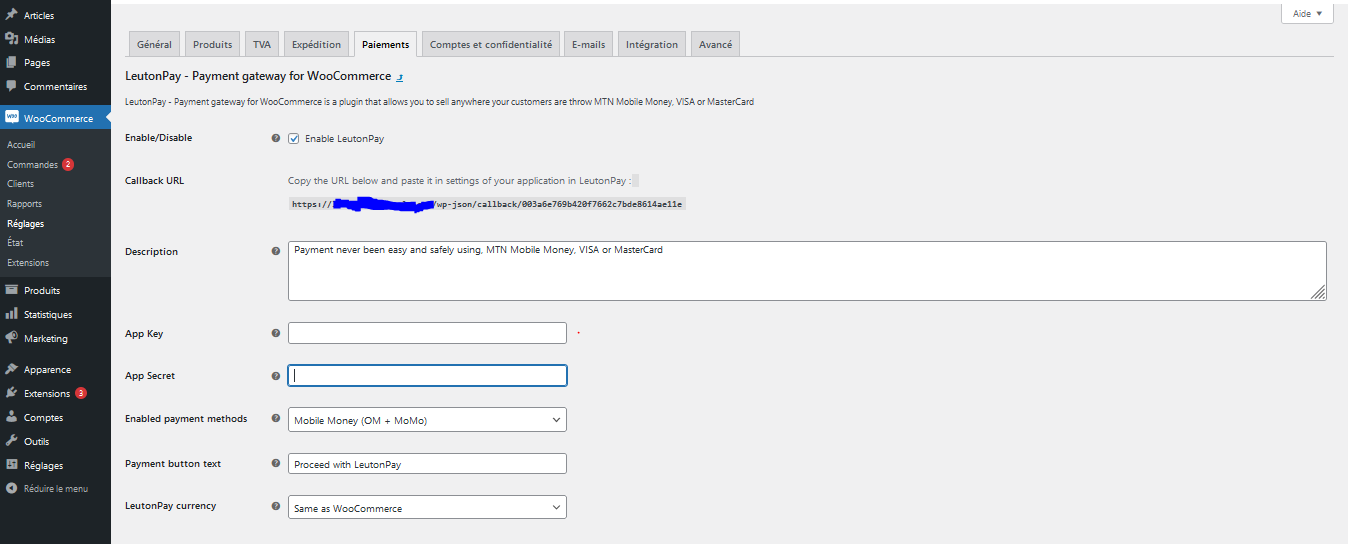 Articles
Médias
Pages
Commentaires
WooCommerce
Accueil
Commandes 2
Clients
Rapports
Réglages
État
Extensions
Produits
Statistiques
Marketing
Apparence
Extensions 3
Comptes
Outils
Réglages
Réduire le menu
Aide ▼
Général Produits TVA Expédition Paiements Comptes et confidentialité E-mails Intégration Avancé
LeutonPay - Payment gateway for WooCommerce
LeutonPay - Payment gateway for WooCommerce is a plugin that allows you to sell anywhere your customers are throw MTN Mobile Money, VISA or MasterCard
Enable/Disable ? Enable LeutonPay
Callback URL Copy the URL below and paste it in settings of your application in LeutonPay :
https:// /wp-json/callback/003a6e769b420f7662c7bde8614ae11e
Description ? Payment never been easy and safely using, MTN Mobile Money, VISA or MasterCard
App Key ?
App Secret ?
Enabled payment methods ? Mobile Money (OM + MoMo)
Payment button text ? Proceed with LeutonPay
LeutonPay currency ? Same as WooCommerce